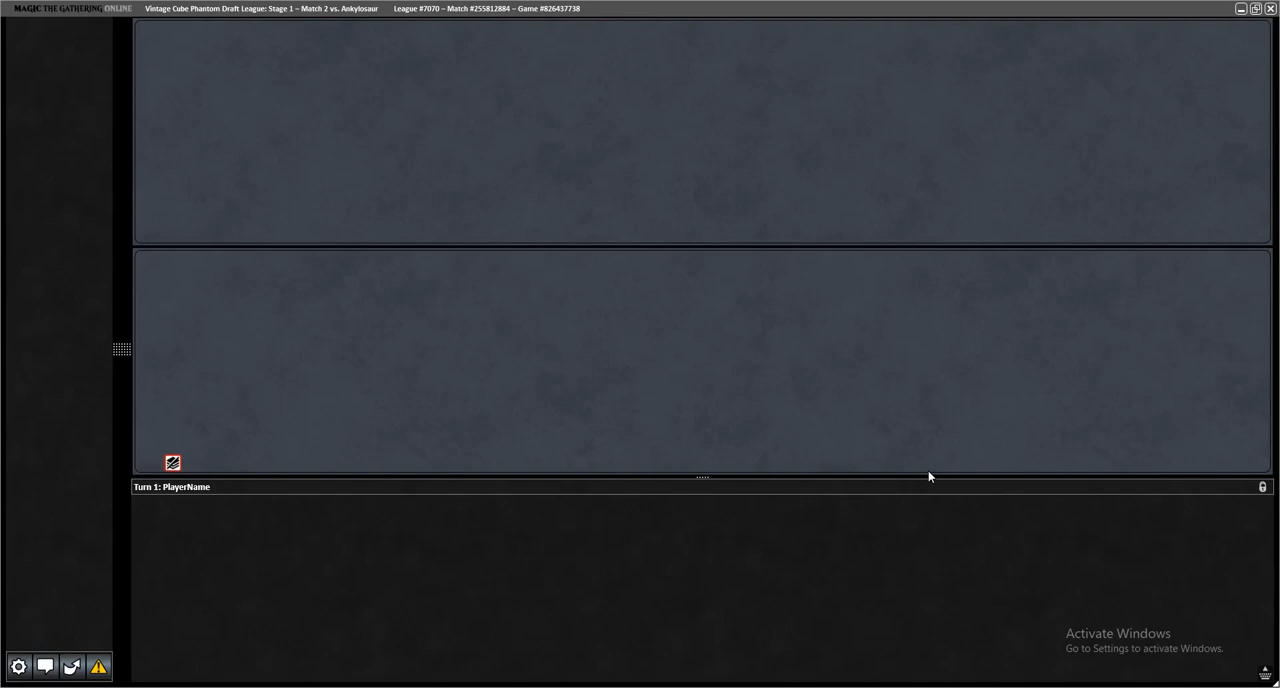 MAGIC THE GATHERING ONLINE Vintage Cube Phantom Draft League: Stage 1 – Match 2 vs. Ankylosaur League #7070 – Match #255812884 – Game #826437738
Turn 1: PlayerName
Activate Windows
Go to Settings to activate Windows.